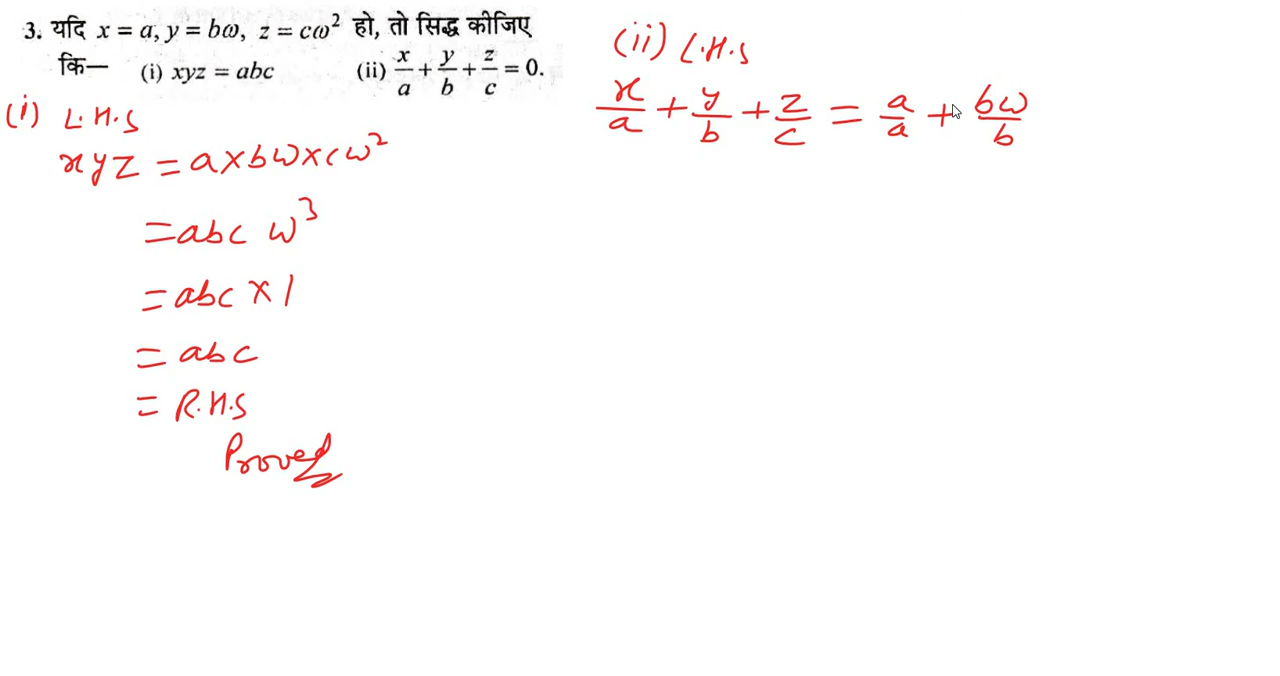 3. यदि x = a, y = bω, z = cω² हो, तो सिद्ध कीजिए
कि— (i) xyz = abc (ii) x/a + y/b + z/c = 0.
(i) L.H.S
xyz = a×bω×cω²
= abc ω³
= abc × 1
= abc
= R.H.S
Proved
(ii) L.H.S
x/a + y/b + z/c = a/a + bω/b